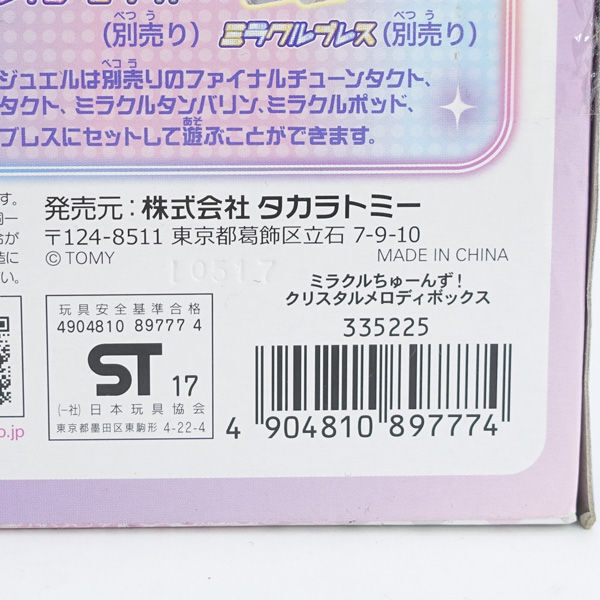 (別売り) ミラクルブレス (別売り)
ジュエルは別売りのファイナルチューンタクト、
タクト、ミラクルタンバリン、ミラクルポッド、
ブレスにセットして遊ぶことができます。
発売元：株式会社 タカラトミー
〒124-8511 東京都葛飾区立石 7-9-10
© TOMY MADE IN CHINA
10517
ミラクルちゅーんず！
クリスタルメロディボックス
335225
玩具安全基準合格
4904810 89777 4
ST 17
(一社) 日本玩具協会
東京都墨田区東駒形 4-22-4
4 904810 897774
o.jp